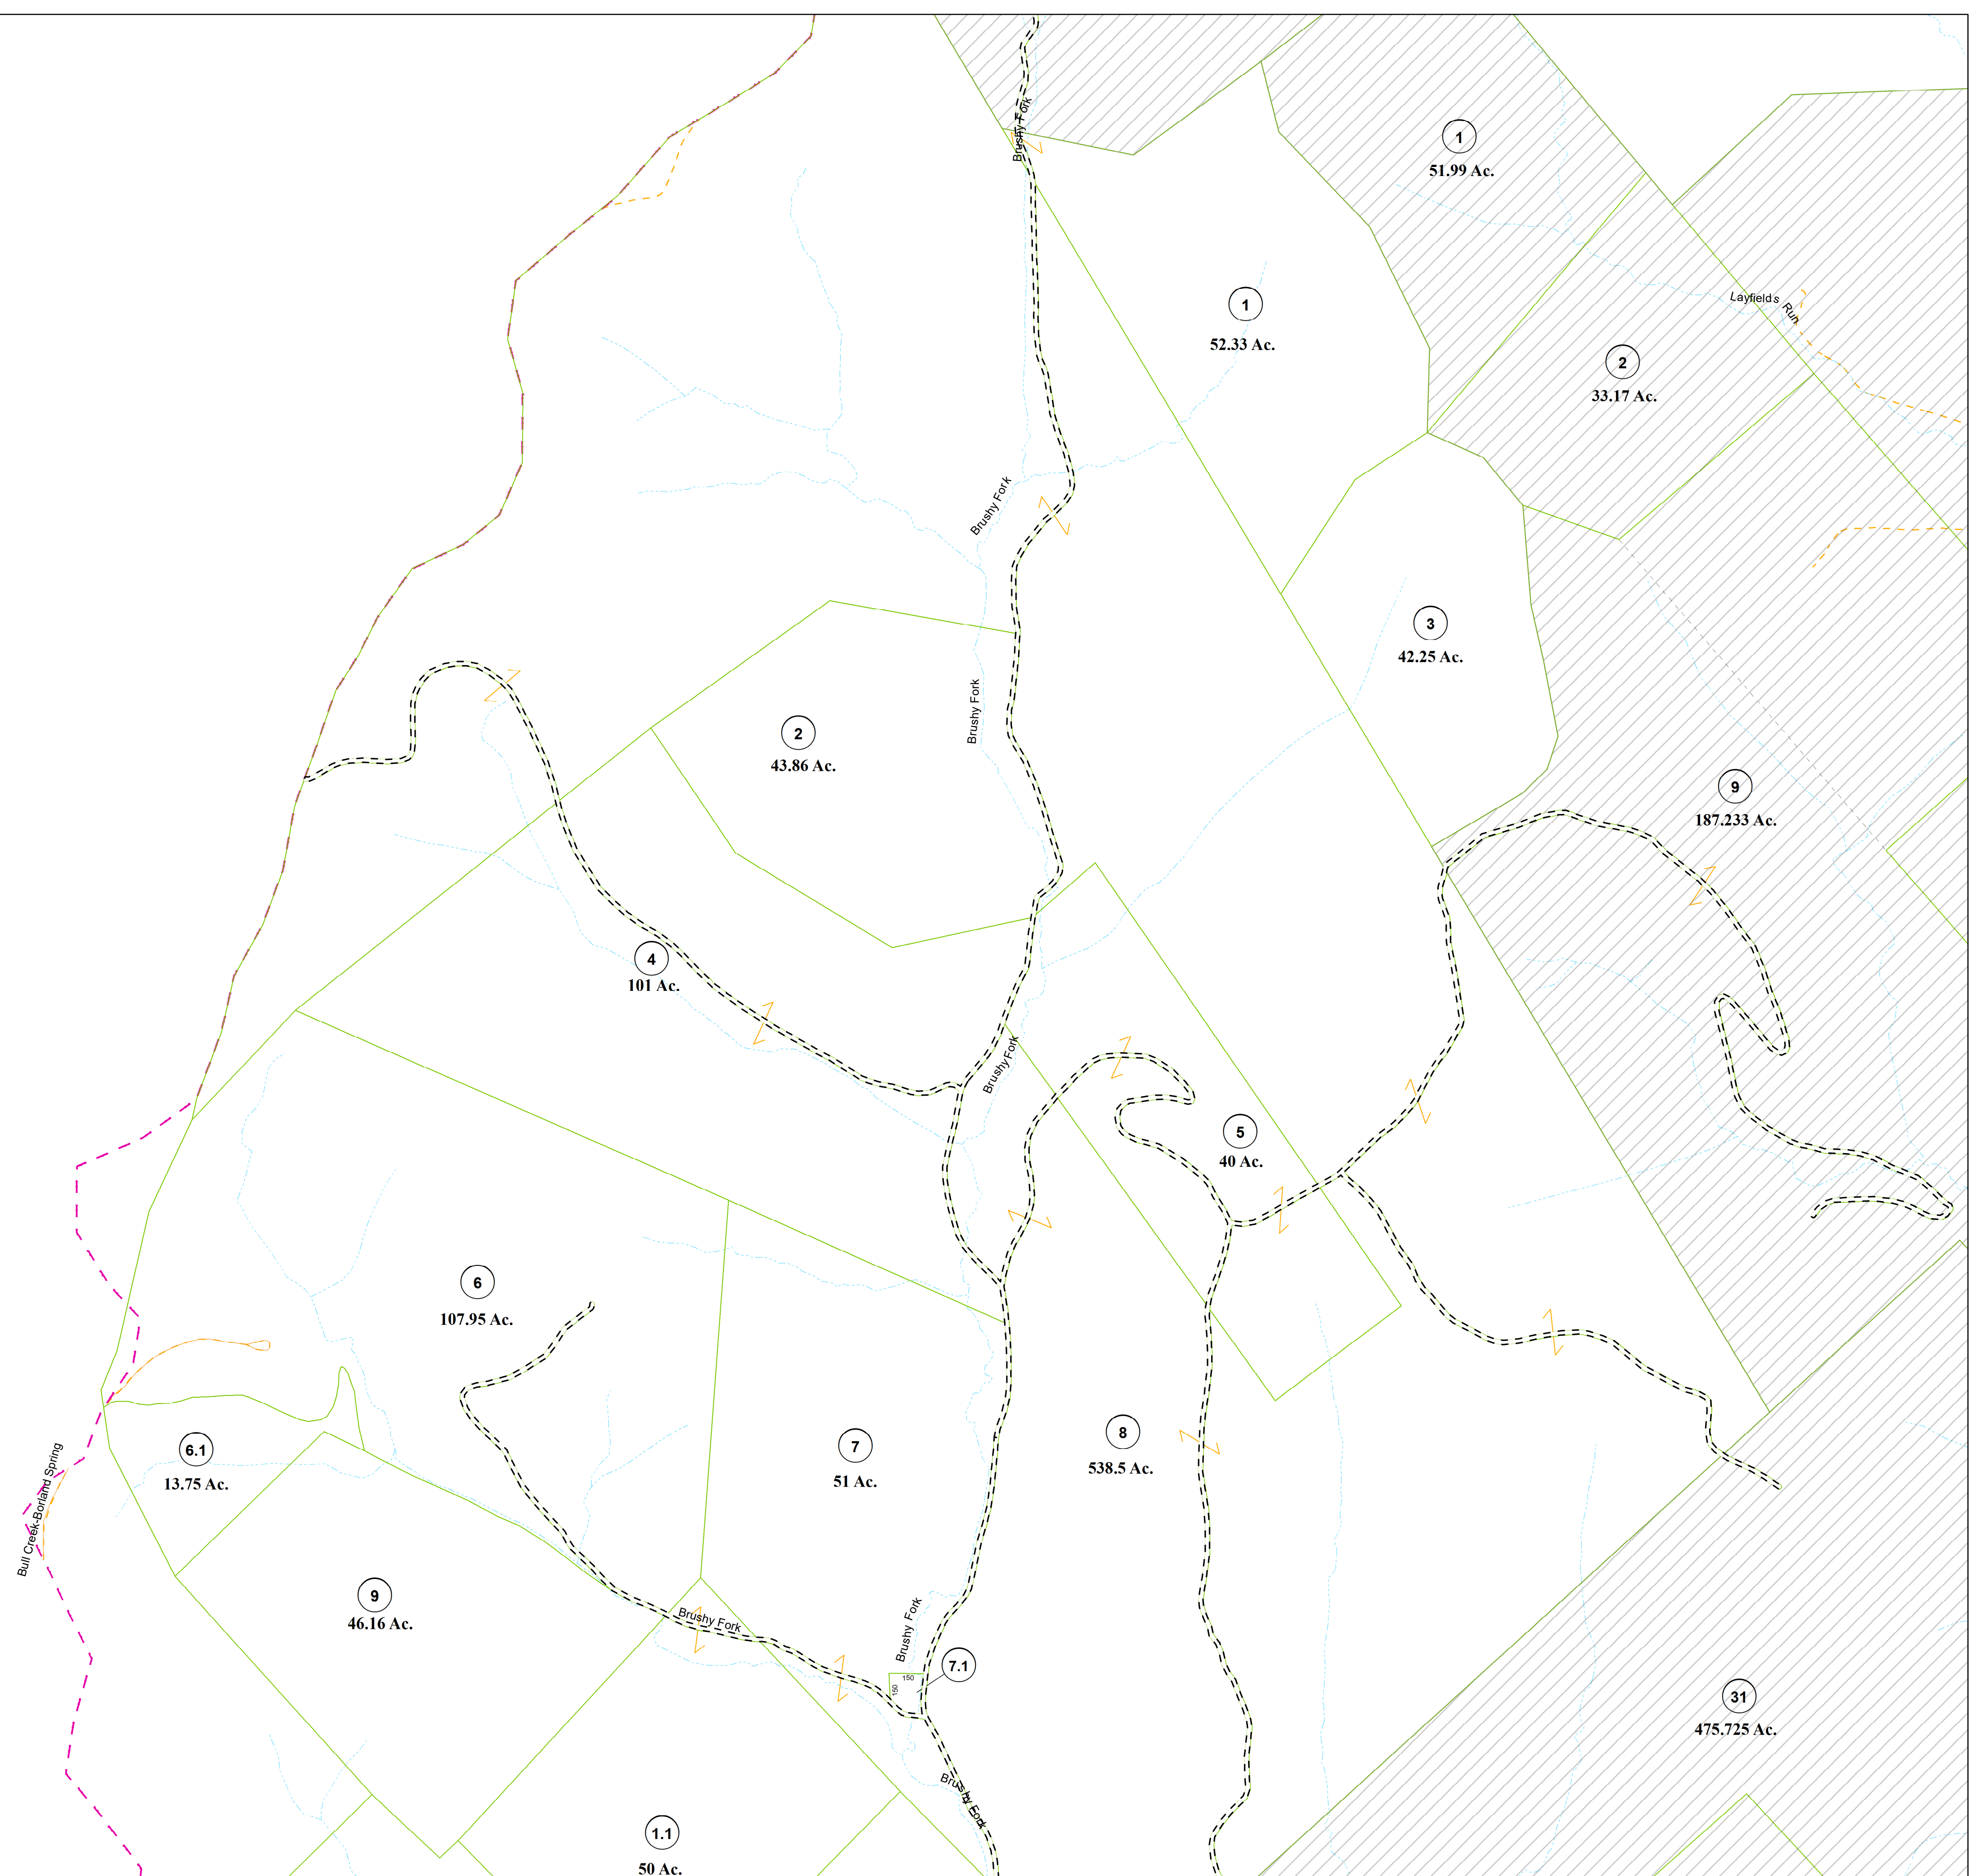 Brushy Fork
1
51.99 Ac.
1
52.33 Ac.
Layfields Run
2
33.17 Ac.
Brushy Fork
3
42.25 Ac.
Brushy Fork
2
43.86 Ac.
9
187.233 Ac.
4
101 Ac.
Brushy Fork
5
40 Ac.
6
107.95 Ac.
8
538.5 Ac.
7
51 Ac.
6.1
13.75 Ac.
Bull Creek-Borland Spring
9
46.16 Ac.
Brushy Fork
Brushy Fork
7.1
150
150
31
475.725 Ac.
Brushy Fork
1.1
50 Ac.